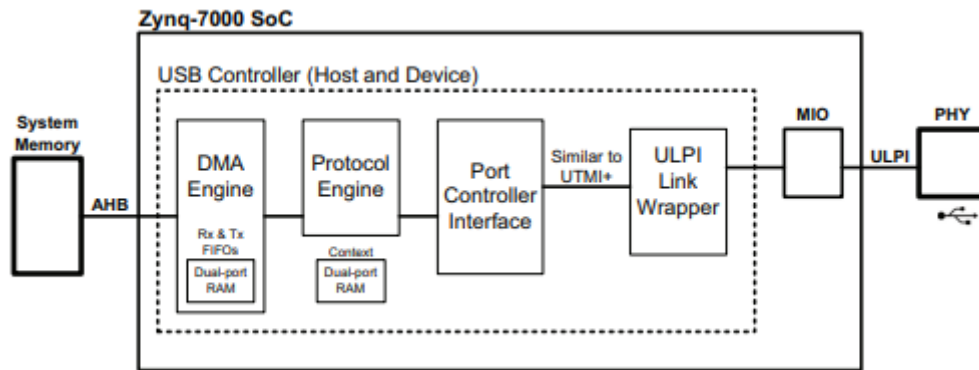 Zynq-7000 SoC
USB Controller (Host and Device)
System
Memory
AHB
DMA
Engine
Rx & Tx
FIFOs
Dual-port
RAM
Protocol
Engine
Context
Dual-port
RAM
Port
Controller
Interface
Similar to
UTMI+
ULPI
Link
Wrapper
MIO
ULPI
PHY